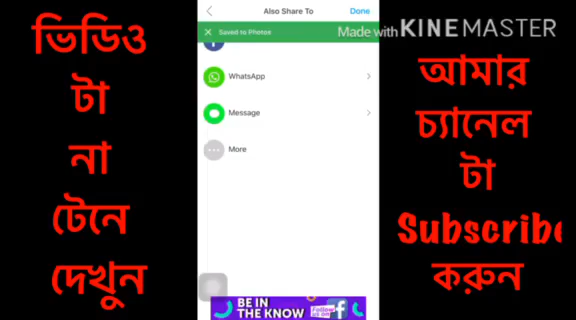 ভিডিও
টা
না
টেনে
দেখুন
Also Share To
Done
Saved to Photos
WhatsApp
Message
More
BE IN
THE KNOW
Made with KINEMASTER
আমার
চ্যানেল
টা
Subscribe
করুন